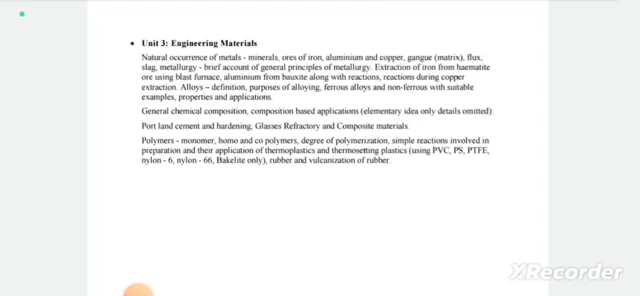 • Unit 3: Engineering Materials
Natural occurrence of metals - minerals, ores of iron, aluminium and copper, gangue (matrix), flux,
slag, metallurgy - brief account of general principles of metallurgy. Extraction of iron from haematite
ore using blast furnace, aluminium from bauxite along with reactions, reactions during copper
extraction. Alloys – definition, purposes of alloying, ferrous alloys and non-ferrous with suitable
examples, properties and applications.
General chemical composition, composition based applications (elementary idea only details omitted):
Port land cement and hardening, Glasses Refractory and Composite materials.
Polymers - monomer, homo and co polymers, degree of polymerization, simple reactions involved in
preparation and their application of thermoplastics and thermosetting plastics (using PVC, PS, PTFE,
nylon - 6, nylon - 66, Bakelite only), rubber and vulcanization of rubber.
XRecorder